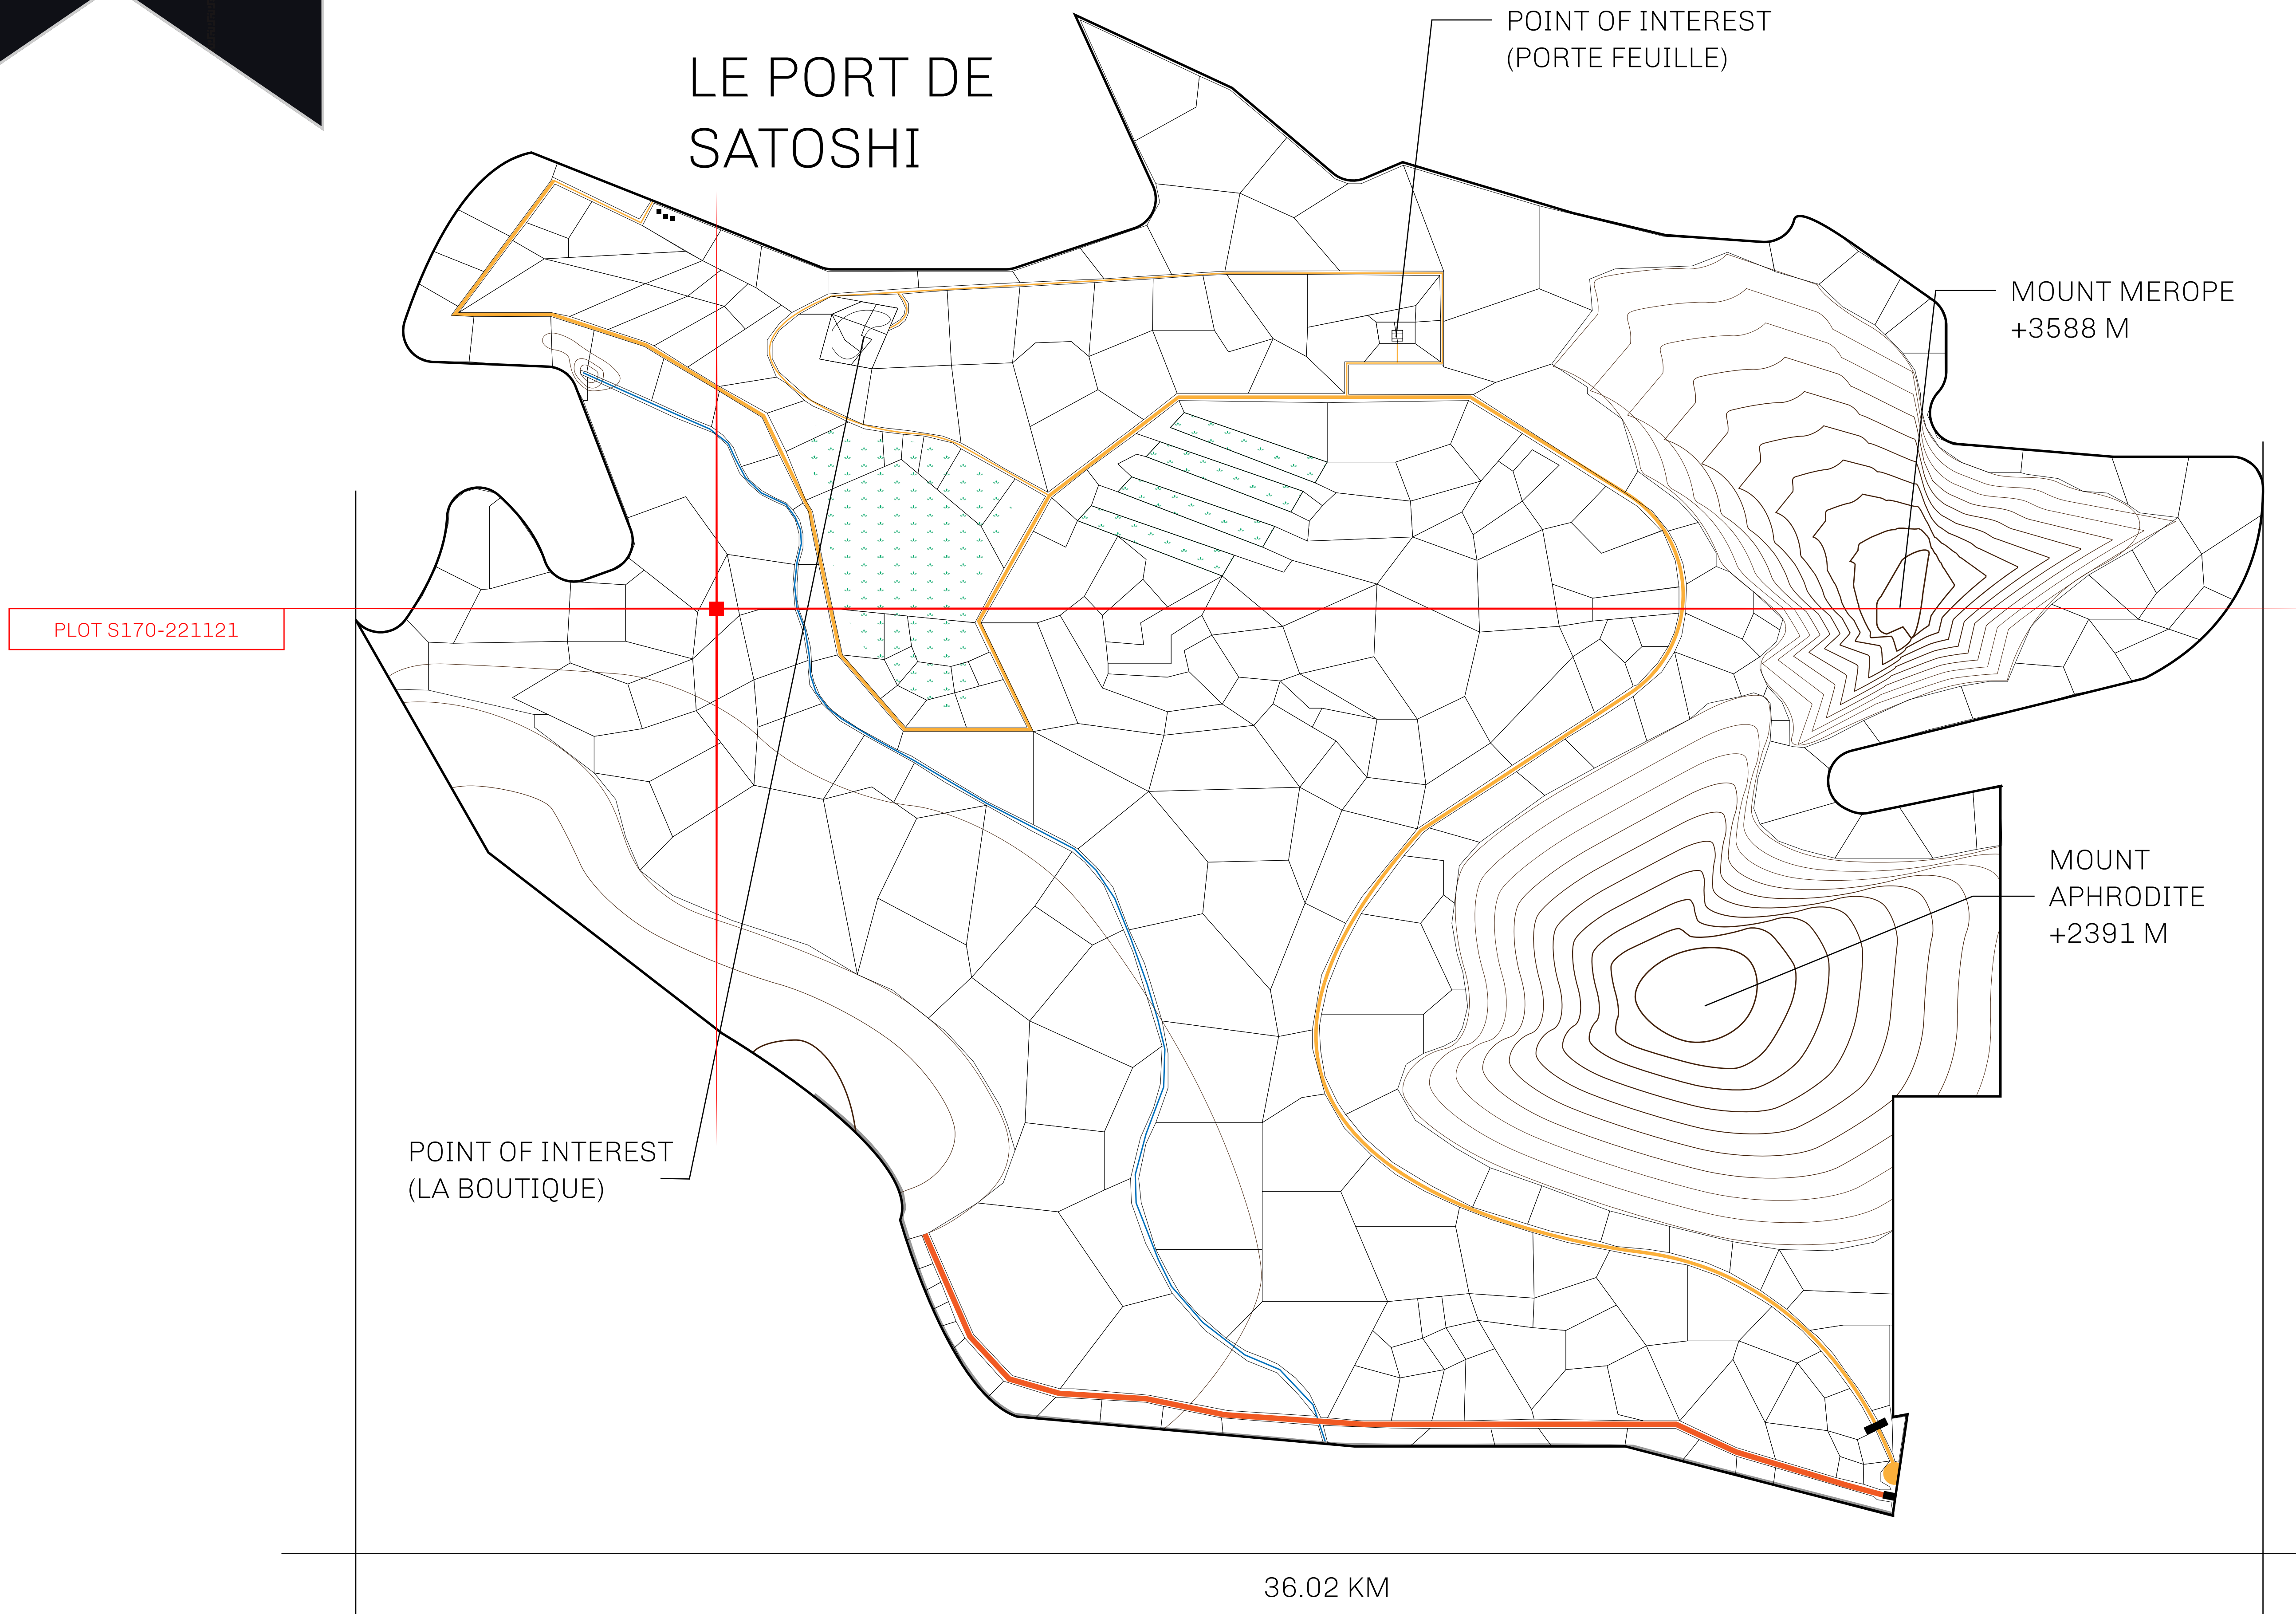 POINT OF INTEREST
(PORTE FEUILLE)
LE PORT DE
SATOSHI
MOUNT MEROPE
+3588 M
PLOT S170-221121
MOUNT
APHRODITE
+2391 M
POINT OF INTEREST
(LA BOUTIQUE)
36.02 KM